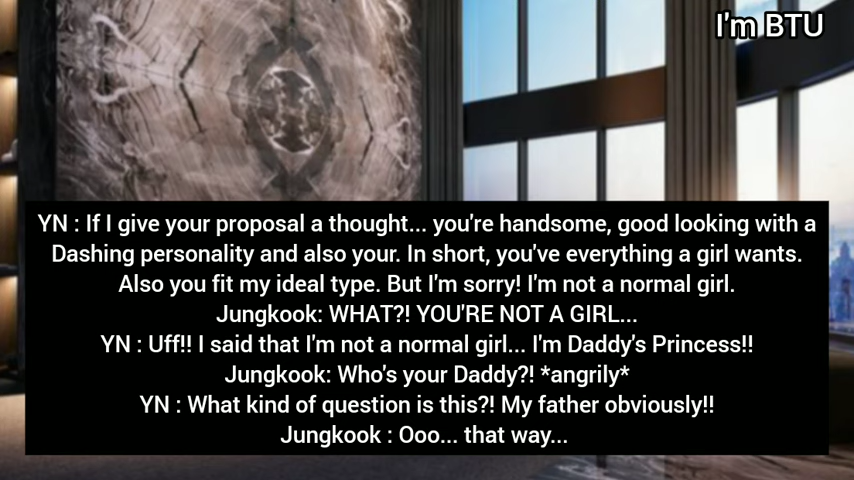 I'm BTU
YN : If I give your proposal a thought... you're handsome, good looking with a
Dashing personality and also your. In short, you've everything a girl wants.
Also you fit my ideal type. But I'm sorry! I'm not a normal girl.
Jungkook: WHAT?! YOU'RE NOT A GIRL...
YN : Uff!! I said that I'm not a normal girl... I'm Daddy's Princess!!
Jungkook: Who's your Daddy?! *angrily*
YN : What kind of question is this?! My father obviously!!
Jungkook : Ooo... that way...